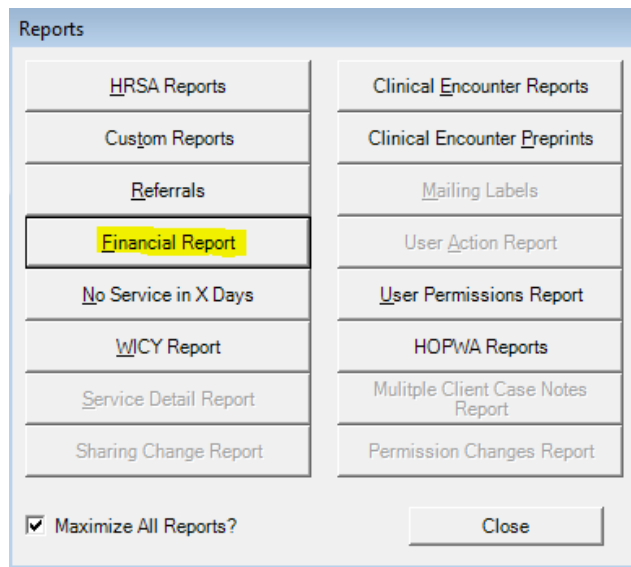 Reports
HRSA Reports
Clinical Encounter Reports
Custom Reports
Clinical Encounter Preprints
Referrals
Mailing Labels
Financial Report
User Action Report
No Service in X Days
User Permissions Report
WICY Report
HOPWA Reports
Service Detail Report
Mulitple Client Case Notes
Report
Sharing Change Report
Permission Changes Report
Maximize All Reports?
Close